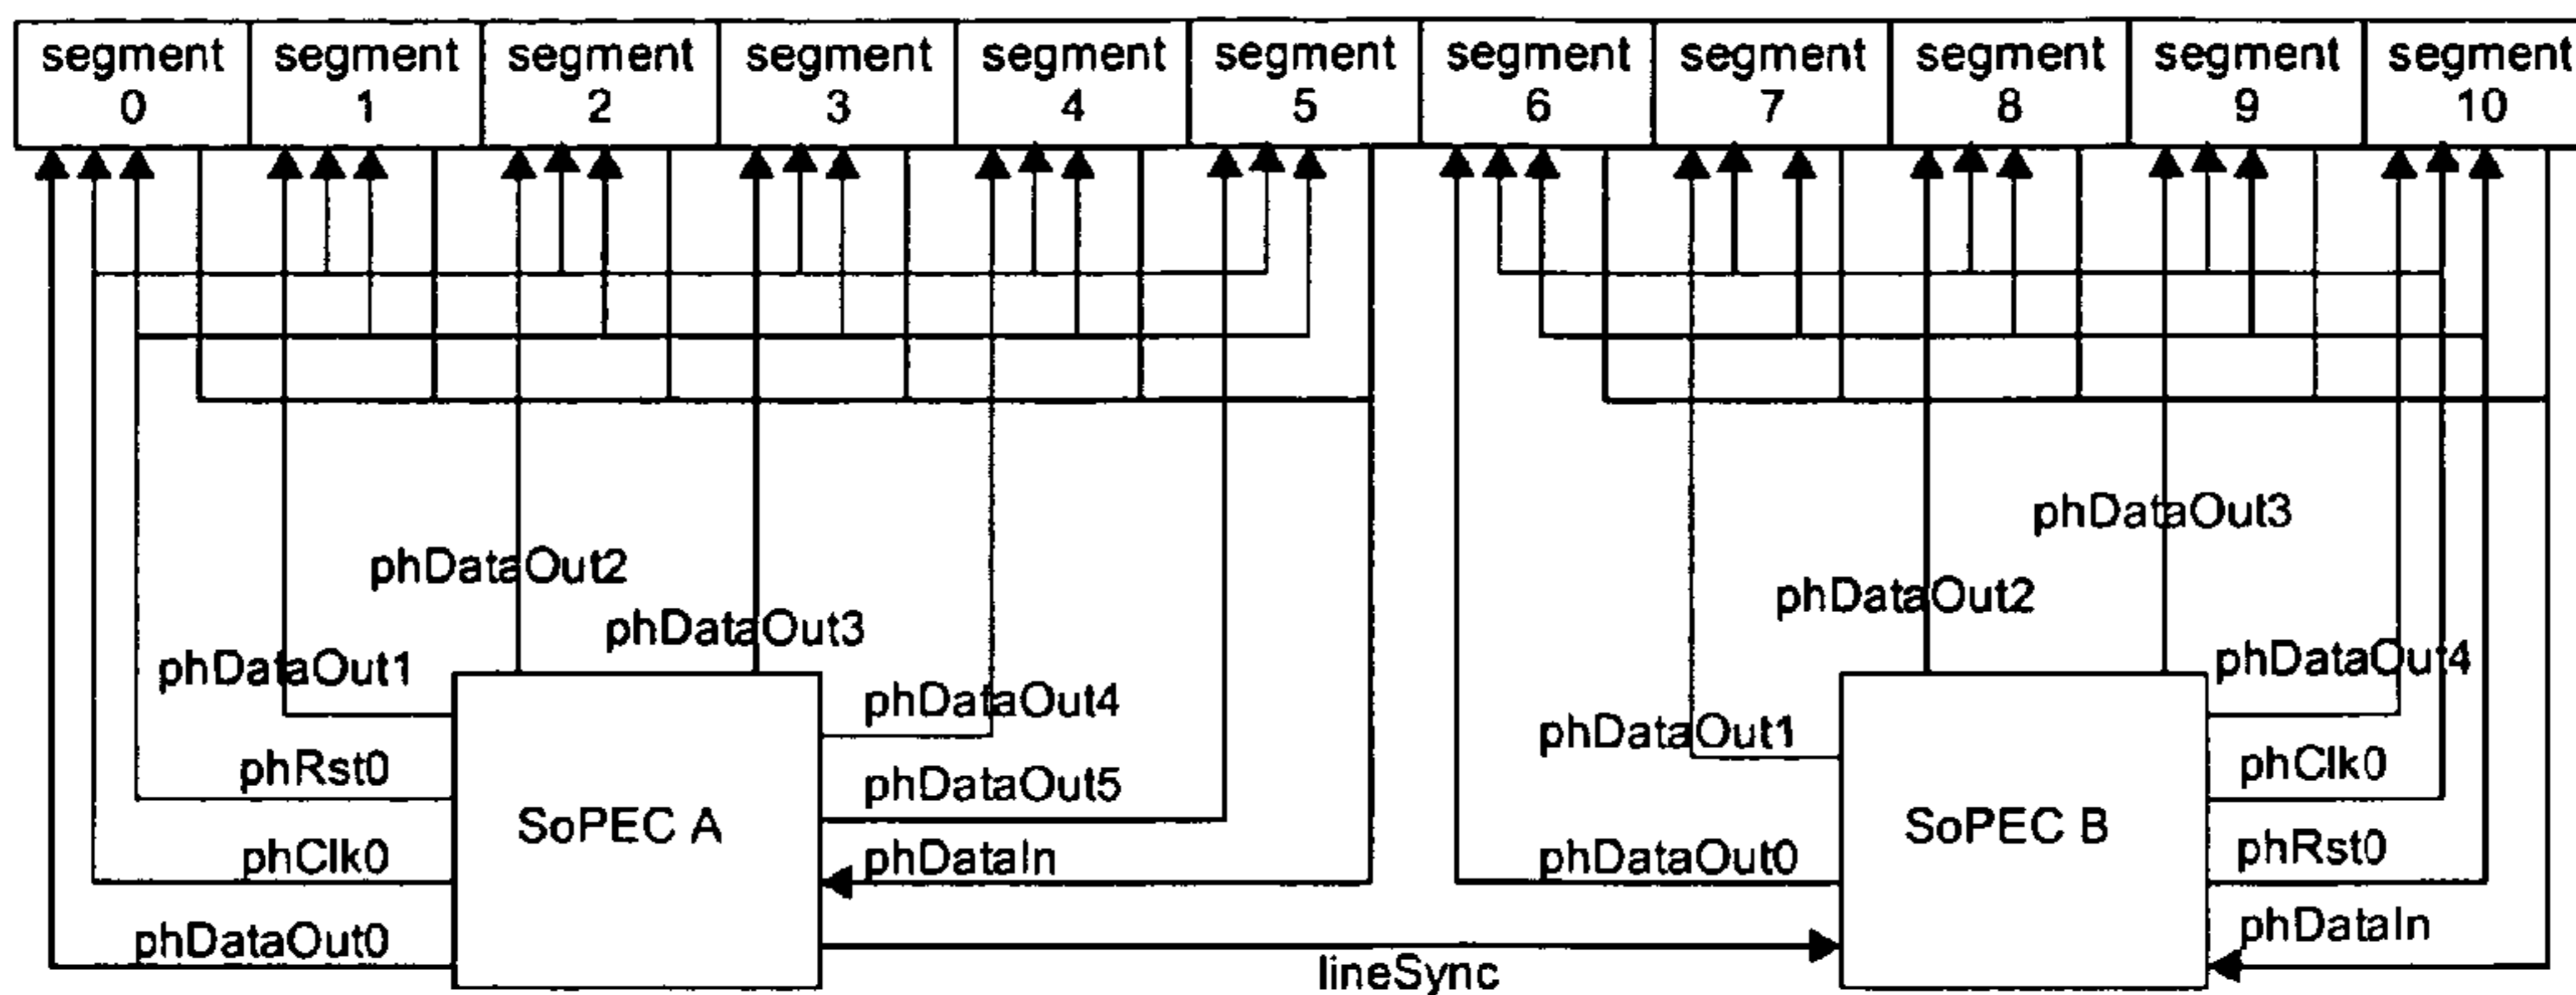 segment 0
segment 1
segment 2
segment 3
segment 4
segment 5
segment 6
segment 7
segment 8
segment 9
segment 10
phDataOut2
phDataOut3
phDataOut1
phRst0
phClk0
phDataOut0
SoPEC A
phDataOut4
phDataOut5
phDataIn
lineSync
phDataOut3
phDataOut2
phDataOut1
phDataOut0
SoPEC B
phDataOut4
phClk0
phRst0
phDataIn